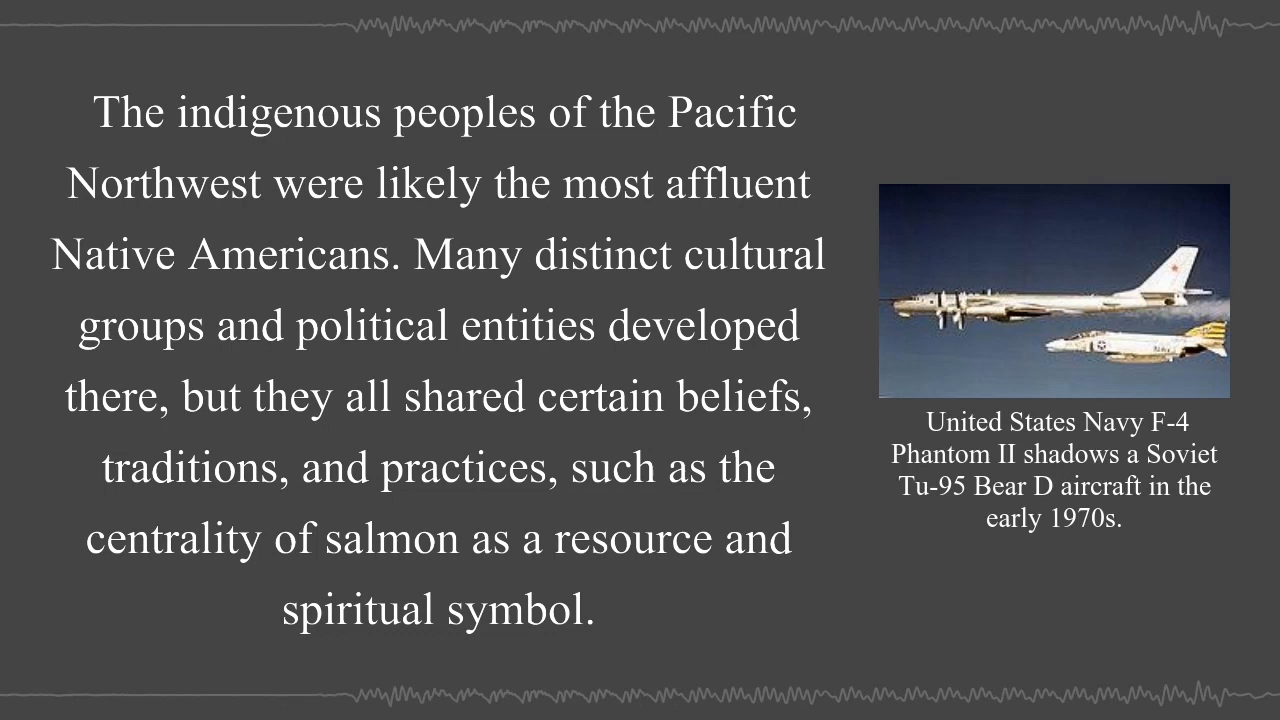 The indigenous peoples of the Pacific
Northwest were likely the most affluent
Native Americans. Many distinct cultural
groups and political entities developed
there, but they all shared certain beliefs,
traditions, and practices, such as the
centrality of salmon as a resource and
spiritual symbol.
United States Navy F-4
Phantom II shadows a Soviet
Tu-95 Bear D aircraft in the
early 1970s.